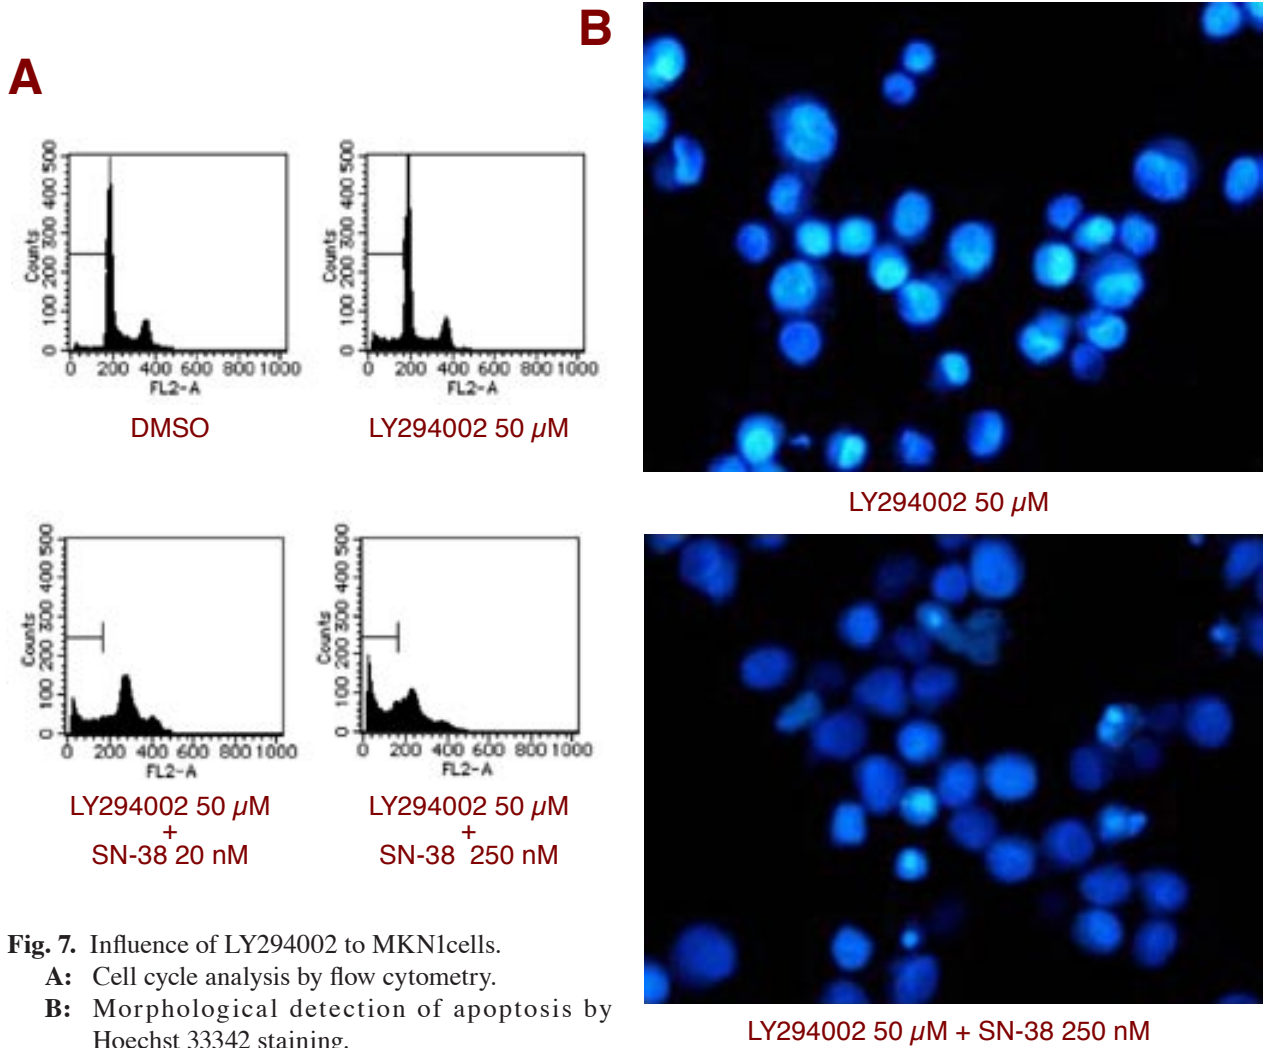 A
B
500
400
300
200
100
0
Counts
0 200 400 600 800 1000
FL2-A
DMSO
500
400
300
200
100
0
Counts
0 200 400 600 800 1000
FL2-A
LY294002 50 µM
LY294002 50 µM
500
400
300
200
100
0
Counts
0 200 400 600 800 1000
FL2-A
LY294002 50 µM
+
SN-38 20 nM
500
400
300
200
100
0
Counts
0 200 400 600 800 1000
FL2-A
LY294002 50 µM
+
SN-38 250 nM
Fig. 7. Influence of LY294002 to MKN1cells.
A: Cell cycle analysis by flow cytometry.
B: Morphological detection of apoptosis by
Hoechst 33342 staining.
LY294002 50 µM + SN-38 250 nM